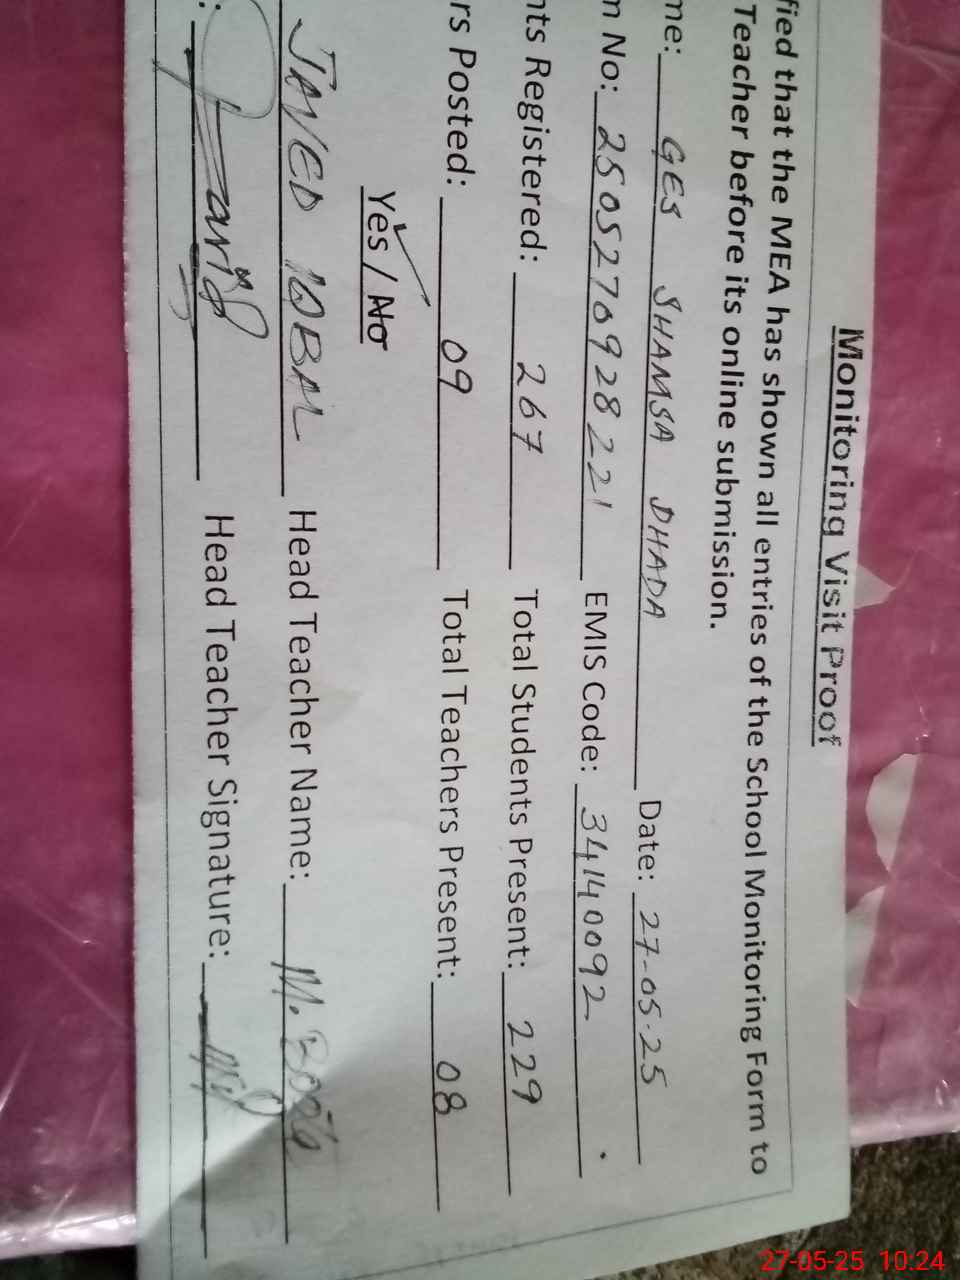 Monitoring Visit Proof
fied that the MEA has shown all entries of the School Monitoring Form to
Teacher before its online submission.
me: GES SHAMSA DHADA Date: 27-05-25
n No: 2505270928221 EMIS Code: 34140092
nts Registered: 267 Total Students Present: 229
rs Posted: 09 Total Teachers Present: 08
Yes / No
JAVED IQBAL Head Teacher Name: M. Boota
: Head Teacher Signature:
27-05-25 10:24